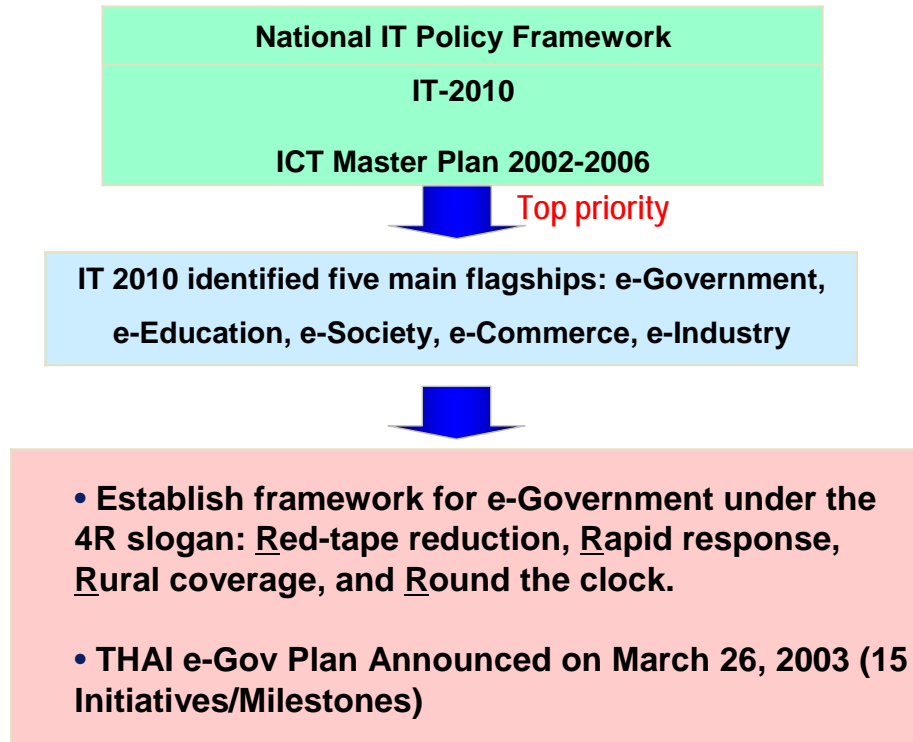 National IT Policy Framework
IT-2010
ICT Master Plan 2002-2006
Top priority
IT 2010 identified five main flagships: e-Government,
e-Education, e-Society, e-Commerce, e-Industry
• Establish framework for e-Government under the
4R slogan: Red-tape reduction, Rapid response,
Rural coverage, and Round the clock.
• THAI e-Gov Plan Announced on March 26, 2003 (15
Initiatives/Milestones)